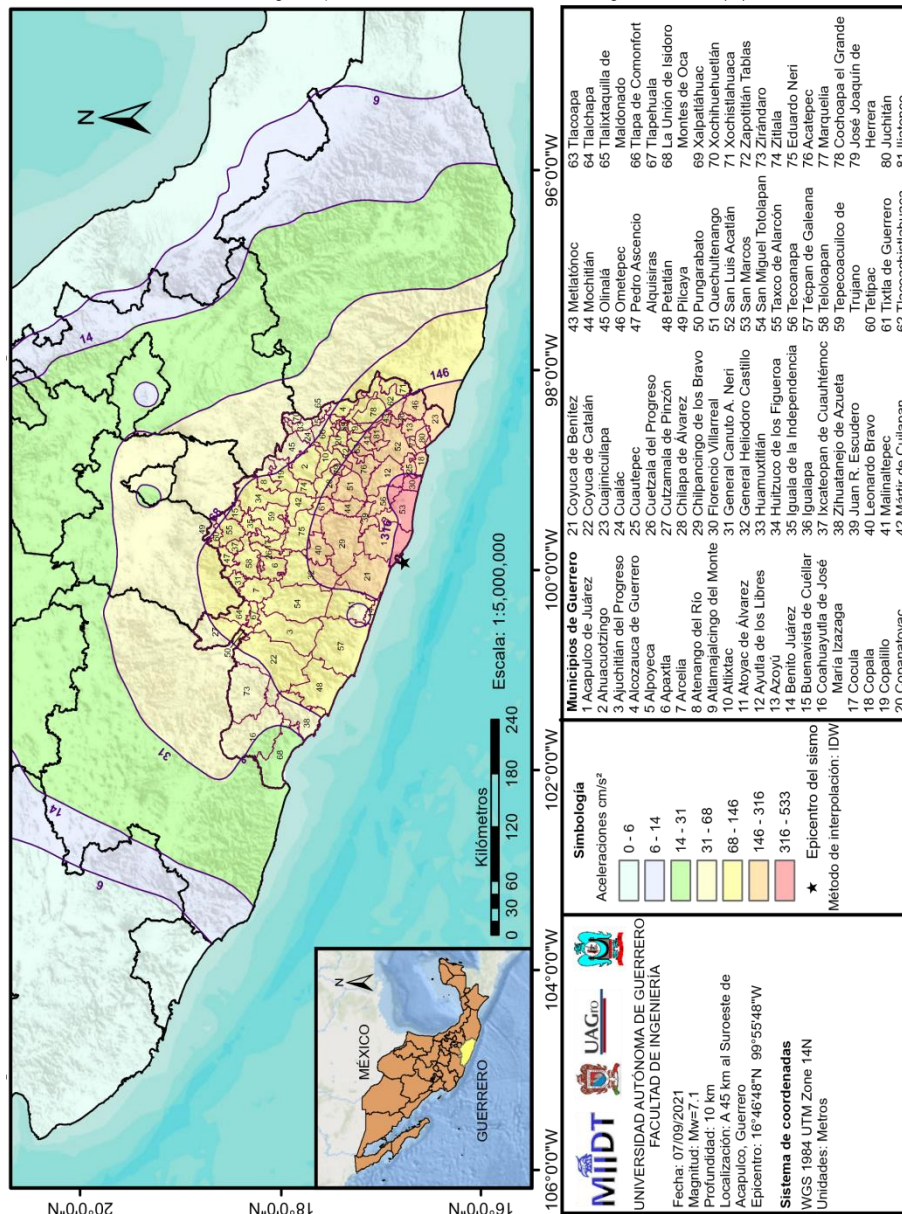 N
20°0'0"N
18°0'0"N
16°0'0"N
106°0'0"W
104°0'0"W
102°0'0"W
100°0'0"W
98°0'0"W
96°0'0"W
6
14
31
68
146
316
14
6
MÉXICO
GUERRERO
Kilómetros
0 30 60 120 180 240
Escala: 1:5,000,000
MIIDT
UAGro
UNIVERSIDAD AUTÓNOMA DE GUERRERO
FACULTAD DE INGENIERÍA
Fecha: 07/09/2021
Magnitud: Mw=7.1
Profundidad: 10 km
Localización: A 45 km al Suroeste de
Acapulco, Guerrero
Epicentro: 16°46'48"N 99°55'48"W
Sistema de coordenadas
WGS 1984 UTM Zone 14N
Unidades: Metros
Simbología
Aceleraciones cm/s²
0 - 6
6 - 14
14 - 31
31 - 68
68 - 146
146 - 316
316 - 533
Epicentro del sismo
Método de interpolación: IDW
Municipios de Guerrero
1 Acapulco de Juárez
2 Ahuacuotzingo
3 Ajuchitlán del Progreso
4 Alcozauca de Guerrero
5 Alpoyeca
6 Apaxtla
7 Arcelia
8 Atenango del Río
9 Atlamajalcingo del Monte
10 Atlixtac
11 Atoyac de Álvarez
12 Ayutla de los Libres
13 Azoyú
14 Benito Juárez
15 Buenavista de Cuéllar
16 Coahuayutla de José
María Izazaga
17 Cocula
18 Copala
19 Copalillo
20 Copanatoyac
21 Coyuca de Benítez
22 Coyuca de Catalán
23 Cuajinicuilapa
24 Cualác
25 Cuautepec
26 Cuetzala del Progreso
27 Cutzamala de Pinzón
28 Chilapa de Álvarez
29 Chilpancingo de los Bravo
30 Florencio Villarreal
31 General Canuto A. Neri
32 General Heliodoro Castillo
33 Huamuxtitlán
34 Huitzuco de los Figueroa
35 Iguala de la Independencia
36 Igualapa
37 Ixcateopan de Cuauhtémoc
38 Zihuatanejo de Azueta
39 Juan R. Escudero
40 Leonardo Bravo
41 Malinaltepec
42 Mártir de Cuilapan
43 Metlatónoc
44 Mochitlán
45 Olinalá
46 Ometepec
47 Pedro Ascencio
Alquisiras
48 Petatlán
49 Pilcaya
50 Pungarabato
51 Quechultenango
52 San Luis Acatlán
53 San Marcos
54 San Miguel Totolapan
55 Taxco de Alarcón
56 Tecoanapa
57 Técpan de Galeana
58 Teloloapan
59 Tepecoacuilco de
Trujano
60 Tetipac
61 Tixtla de Guerrero
62 Tlacoachistlahuaca
63 Tlacoapa
64 Tlalchapa
65 Tlalixtaquilla de
Maldonado
66 Tlapa de Comonfort
67 Tlapehuala
68 La Unión de Isidoro
Montes de Oca
69 Xalpatláhuac
70 Xochihuehuetlán
71 Xochistlahuaca
72 Zapotitlán Tablas
73 Zirándaro
74 Zitlala
75 Eduardo Neri
76 Acatepec
77 Marquelia
78 Cochoapa el Grande
79 José Joaquín de
Herrera
80 Juchitán
81 Iliatenco